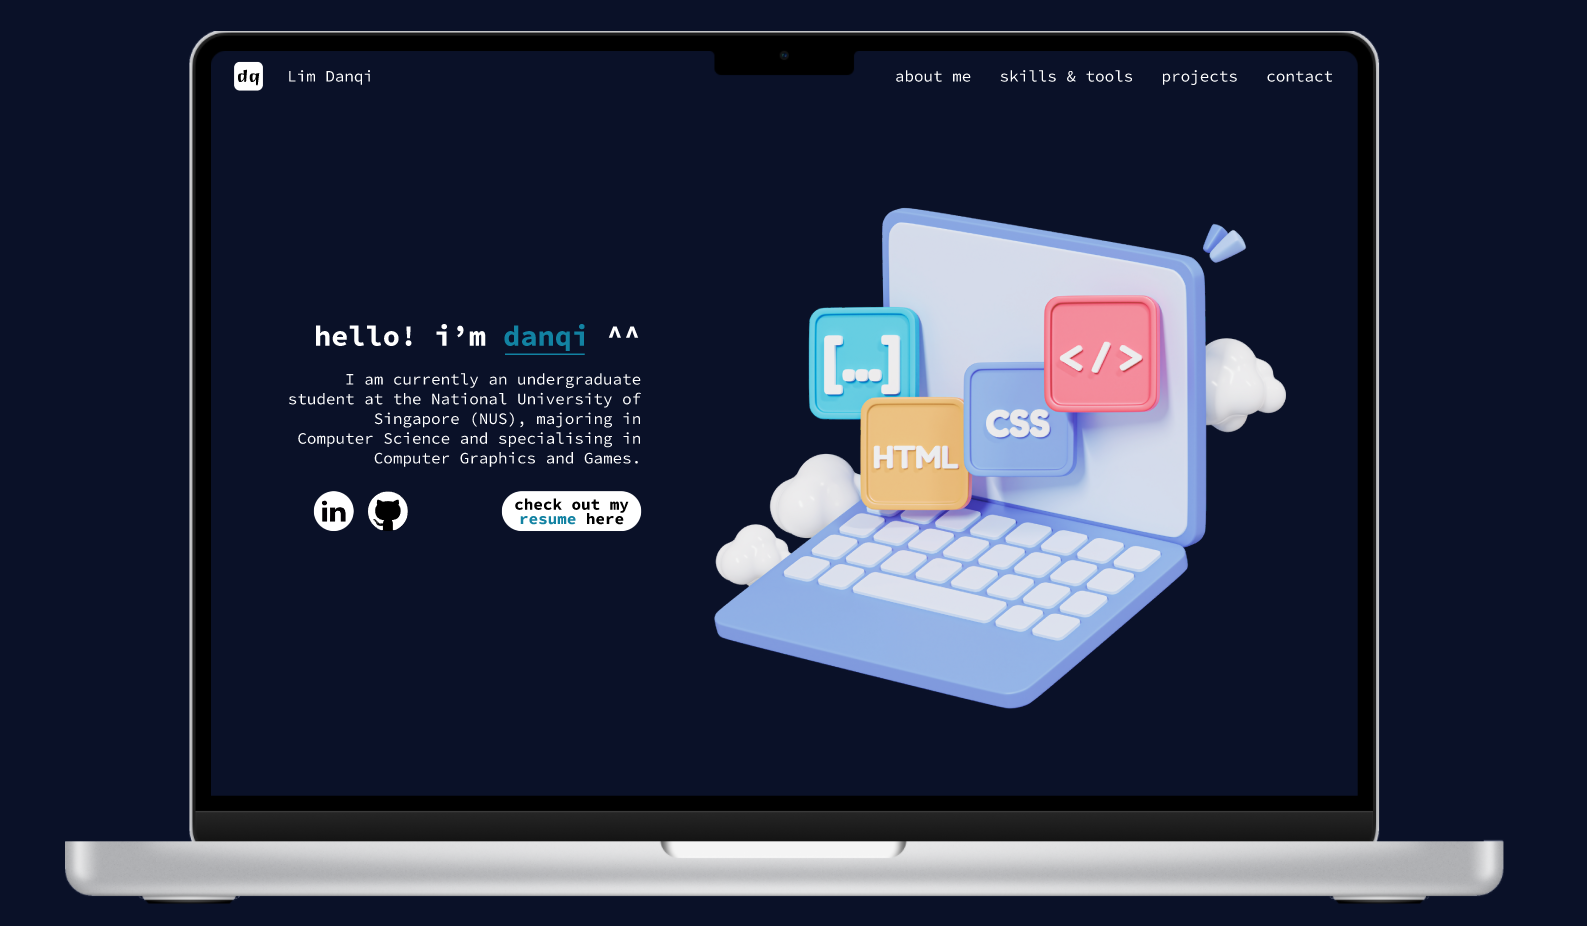 dq
Lim Danqi
about me
skills & tools
projects
contact
hello! i’m danqi ^^
I am currently an undergraduate
student at the National University of
Singapore (NUS), majoring in
Computer Science and specialising in
Computer Graphics and Games.
in
check out my
resume here
[...]
</>
CSS
HTML